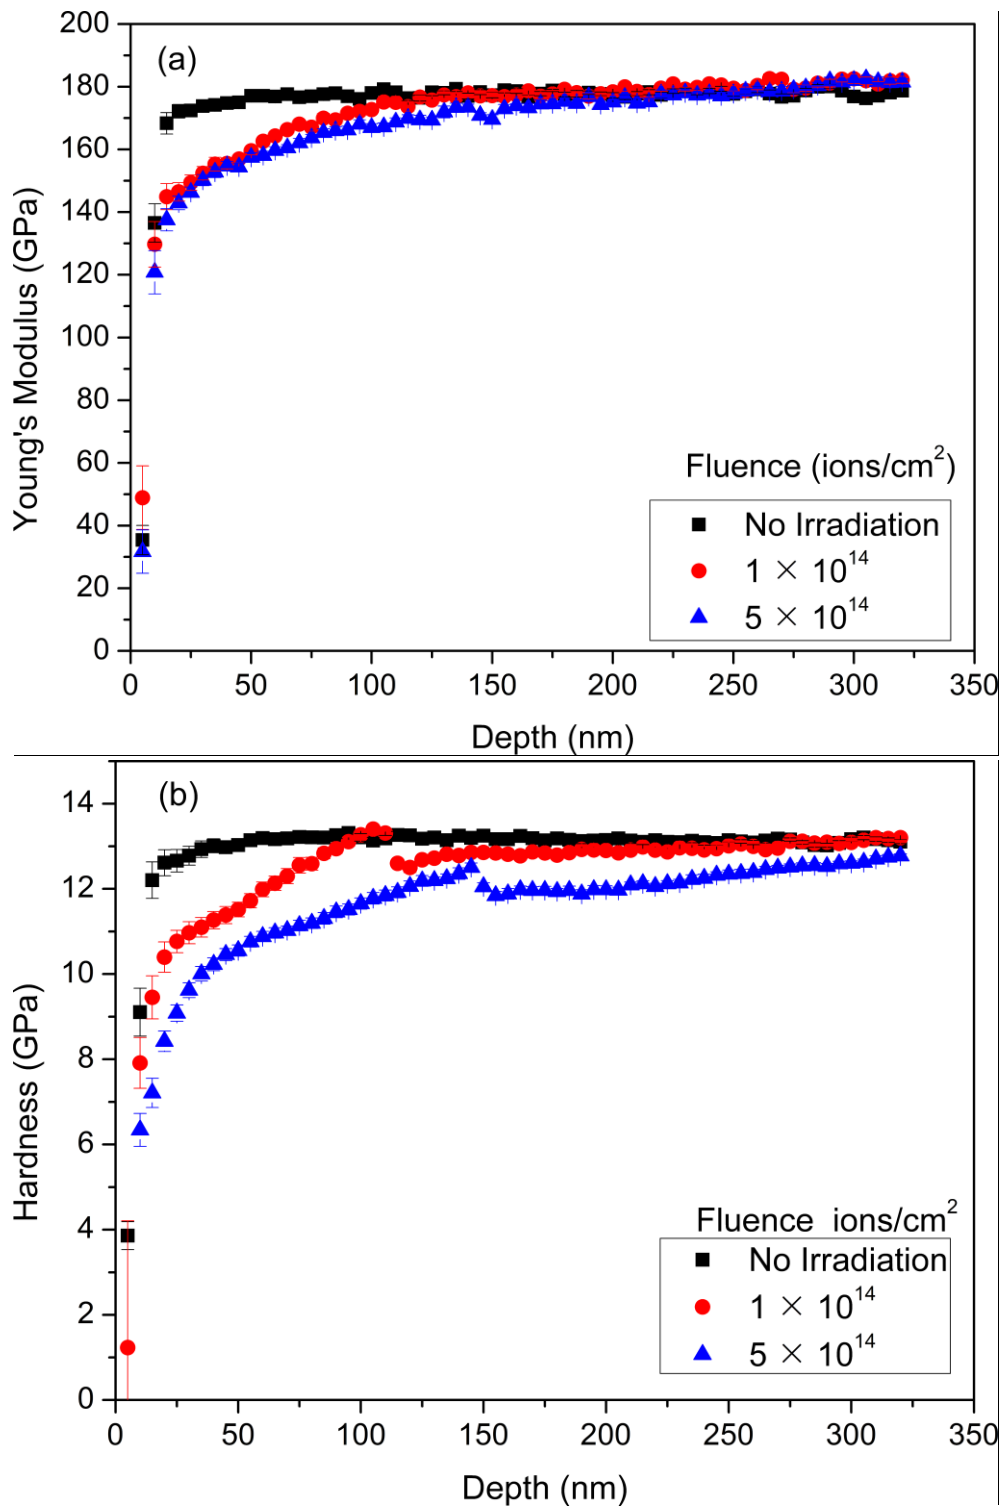 (a)
Young's Modulus (GPa)
200
180
160
140
120
100
80
60
40
20
0
Fluence (ions/cm²)
No Irradiation
1 × 10¹⁴
5 × 10¹⁴
0 50 100 150 200 250 300 350
Depth (nm)
(b)
Hardness (GPa)
14
12
10
8
6
4
2
0
Fluence ions/cm²
No Irradiation
1 × 10¹⁴
5 × 10¹⁴
0 50 100 150 200 250 300 350
Depth (nm)